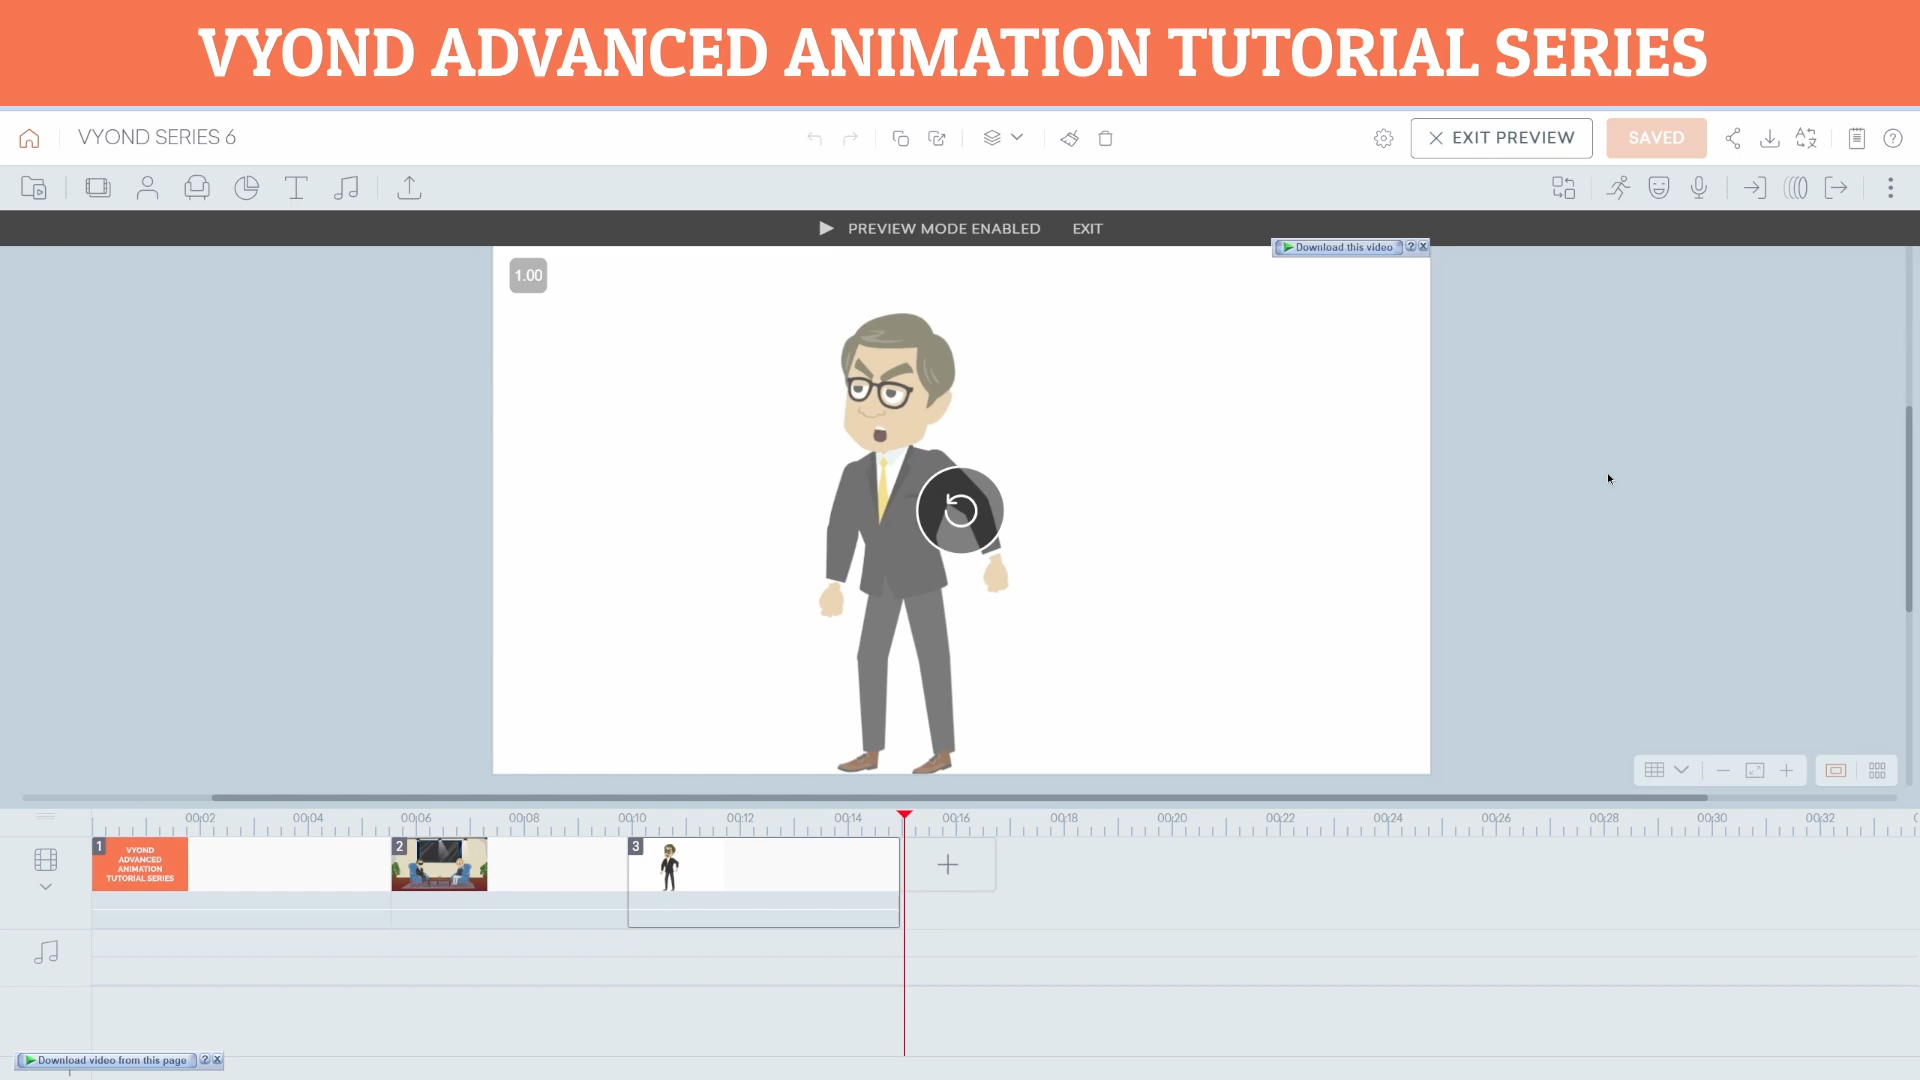 VYOND ADVANCED ANIMATION TUTORIAL SERIES
VYOND SERIES 6
EXIT PREVIEW
SAVED
PREVIEW MODE ENABLED
EXIT
Download this video
1.00
00:02
00:04
00:06
00:08
00:10
00:12
00:14
00:16
00:18
00:20
00:22
00:24
00:26
00:28
00:30
00:32
1
VYOND
ADVANCED
ANIMATION
TUTORIAL SERIES
2
3
Download video from this page